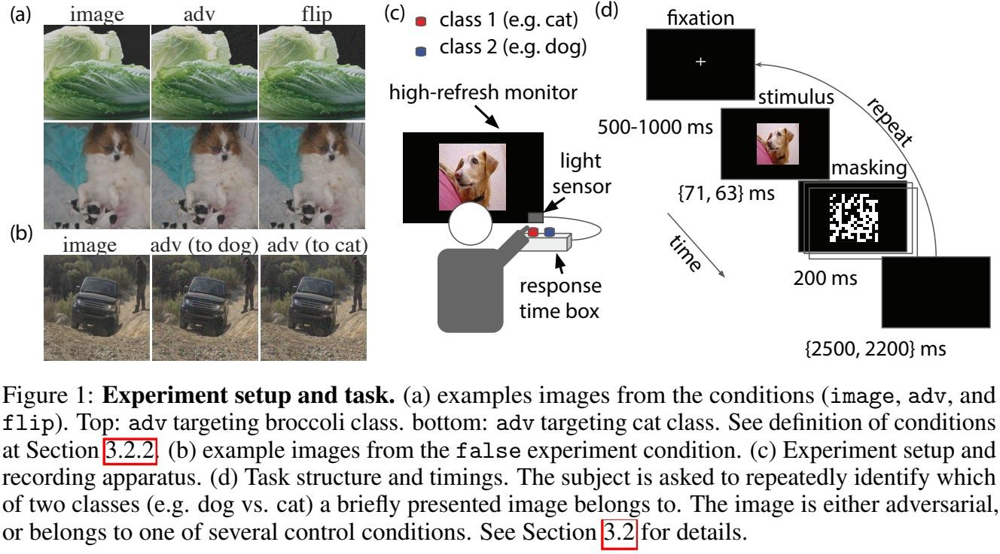 (a)
image adv flip
(b)
image adv (to dog) adv (to cat)
(c)
class 1 (e.g. cat)
class 2 (e.g. dog)
high-refresh monitor
light
sensor
response
time box
(d)
fixation
500-1000 ms
stimulus
{71, 63} ms
masking
200 ms
{2500, 2200} ms
repeat
time
Figure 1: Experiment setup and task. (a) examples images from the conditions (image, adv, and
flip). Top: adv targeting broccoli class. bottom: adv targeting cat class. See definition of conditions
at Section 3.2.2. (b) example images from the false experiment condition. (c) Experiment setup and
recording apparatus. (d) Task structure and timings. The subject is asked to repeatedly identify which
of two classes (e.g. dog vs. cat) a briefly presented image belongs to. The image is either adversarial,
or belongs to one of several control conditions. See Section 3.2 for details.